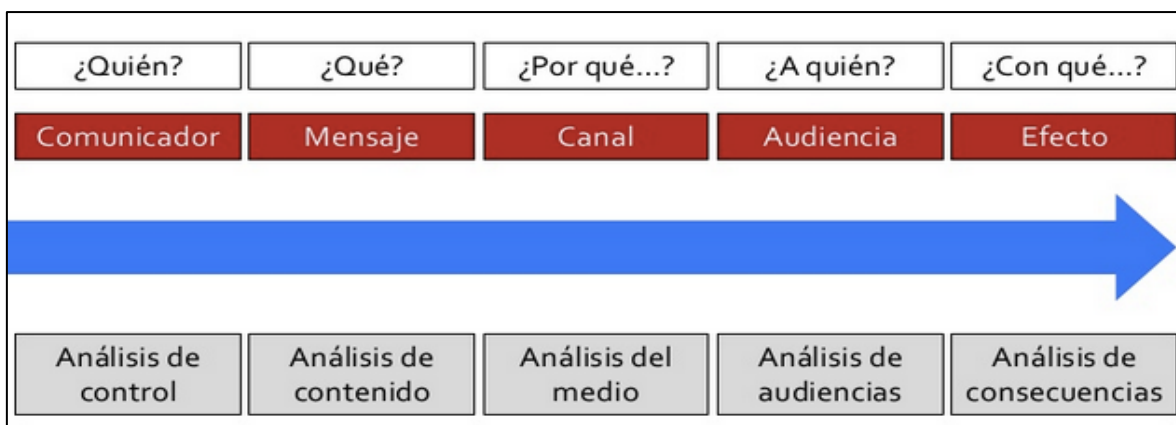 ¿Quién? ¿Qué? ¿Por qué...? ¿A quién? ¿Con qué...?
Comunicador Mensaje Canal Audiencia Efecto
Análisis de control
Análisis de contenido
Análisis del medio
Análisis de audiencias
Análisis de consecuencias